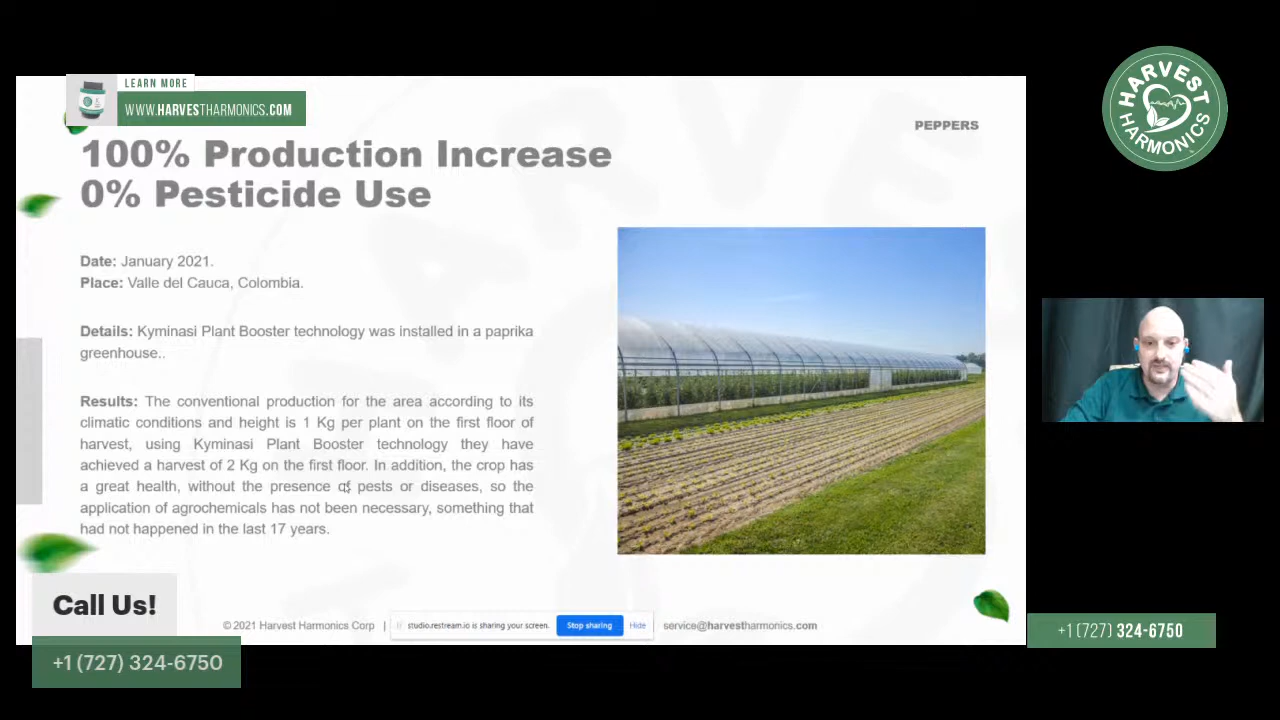 LEARN MORE
WWW.HARVESTHARMONICS.COM
PEPPERS
100% Production Increase
0% Pesticide Use
Date: January 2021.
Place: Valle del Cauca, Colombia.
Details: Kyminasi Plant Booster technology was installed in a paprika
greenhouse..
Results: The conventional production for the area according to its
climatic conditions and height is 1 Kg per plant on the first floor of
harvest, using Kyminasi Plant Booster technology they have
achieved a harvest of 2 Kg on the first floor. In addition, the crop has
a great health, without the presence of pests or diseases, so the
application of agrochemicals has not been necessary, something that
had not happened in the last 17 years.
Call Us!
+1 (727) 324-6750
© 2021 Harvest Harmonics Corp |
studio.restream.io is sharing your screen.
Stop sharing
Hide
service@harvestharmonics.com
HARVEST
HARMONICS
+1 (727) 324-6750